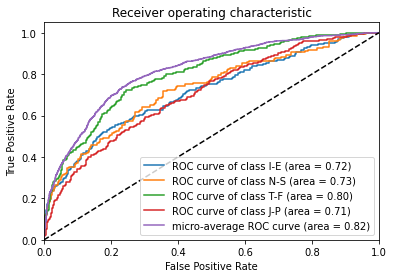 Receiver operating characteristic
True Positive Rate
1.0
0.8
0.6
0.4
0.2
0.0
ROC curve of class I-E (area = 0.72)
ROC curve of class N-S (area = 0.73)
ROC curve of class T-F (area = 0.80)
ROC curve of class J-P (area = 0.71)
micro-average ROC curve (area = 0.82)
0.0 0.2 0.4 0.6 0.8 1.0
False Positive Rate